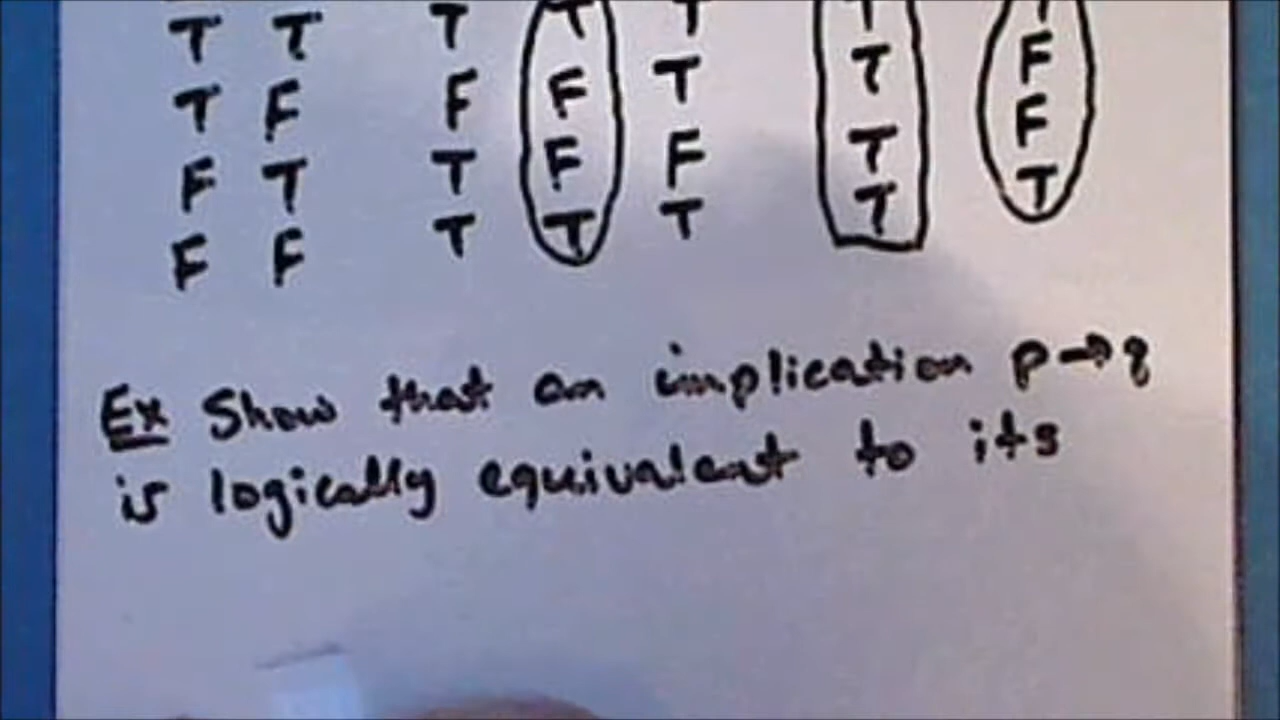 T T T T T T T
T F F F T T F
F T T F F T F
F F T T T T T
Ex Show that an implication p→q
is logically equivalent to its